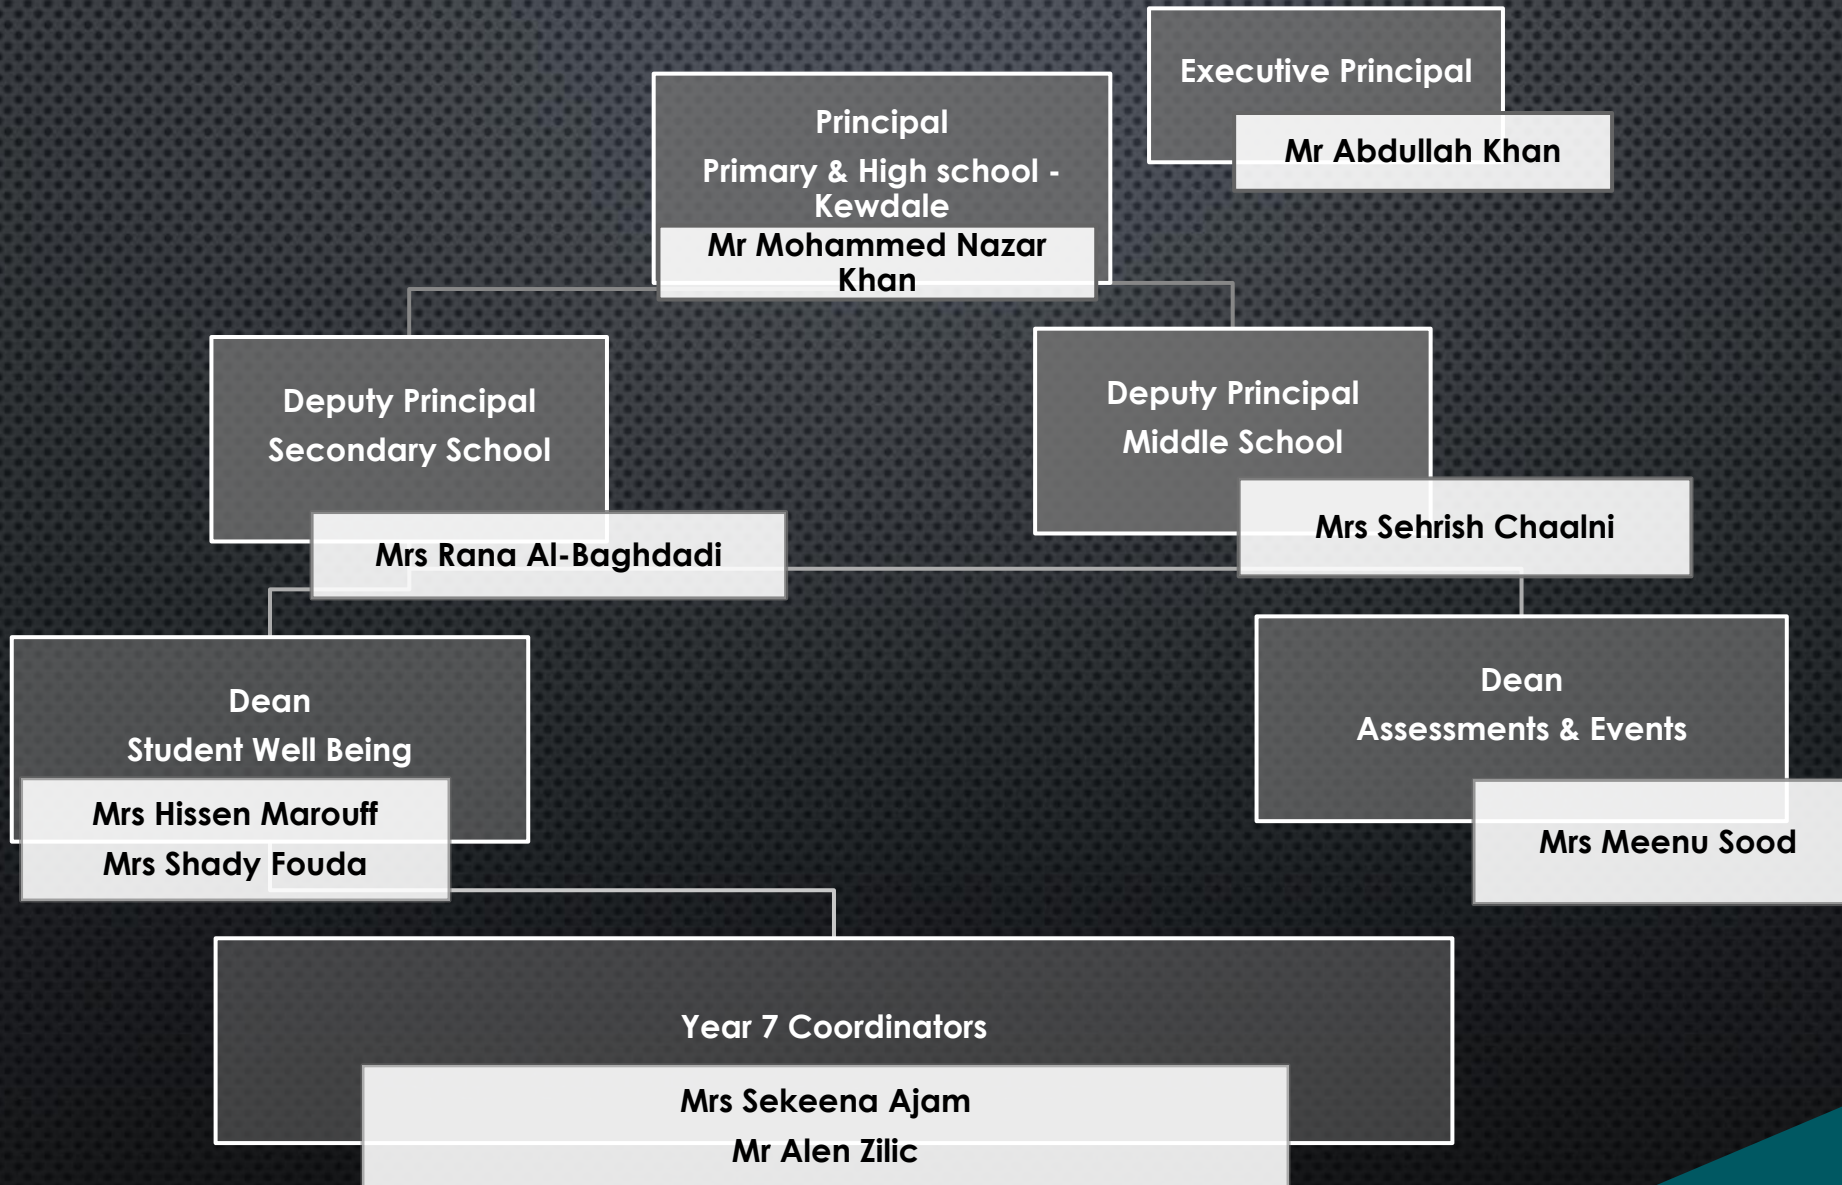 Executive Principal
Mr Abdullah Khan
Principal
Primary & High school -
Kewdale
Mr Mohammed Nazar
Khan
Deputy Principal
Secondary School
Mrs Rana Al-Baghdadi
Deputy Principal
Middle School
Mrs Sehrish Chaalni
Dean
Student Well Being
Mrs Hissen Marouff
Mrs Shady Fouda
Dean
Assessments & Events
Mrs Meenu Sood
Year 7 Coordinators
Mrs Sekeena Ajam
Mr Alen Zilic